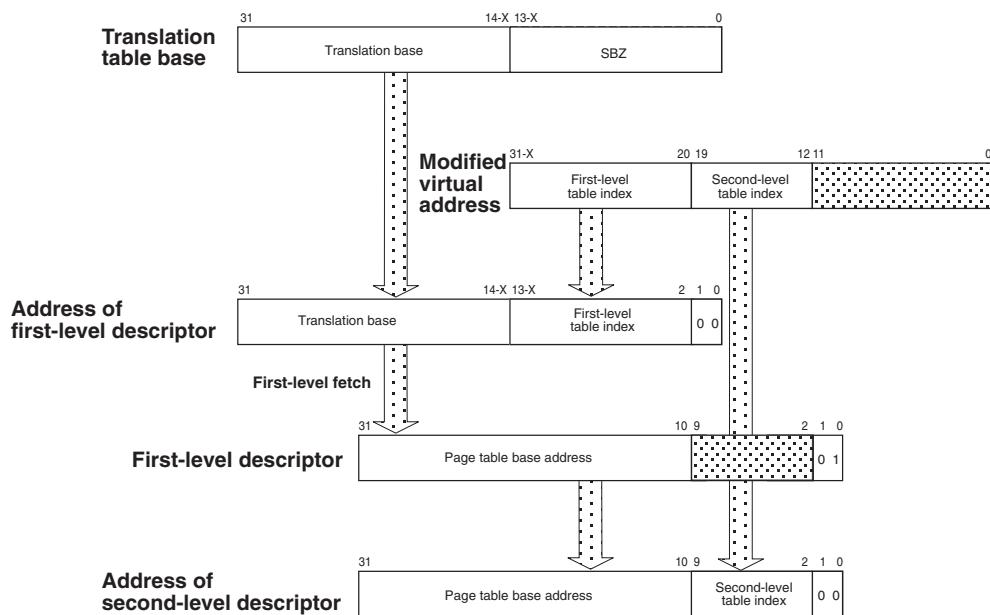 31 14-X 13-X 0
Translation
table base
Translation base SBZ
Modified
virtual
address
31-X 20 19 12 11 0
First-level
table index
Second-level
table index
Address of
first-level descriptor
31 14-X 13-X 2 1 0
Translation base
First-level
table index
0 0
First-level fetch
First-level descriptor
31 10 9 2 1 0
Page table base address 0 1
Address of
second-level descriptor
31 10 9 2 1 0
Page table base address
Second-level
table index
0 0